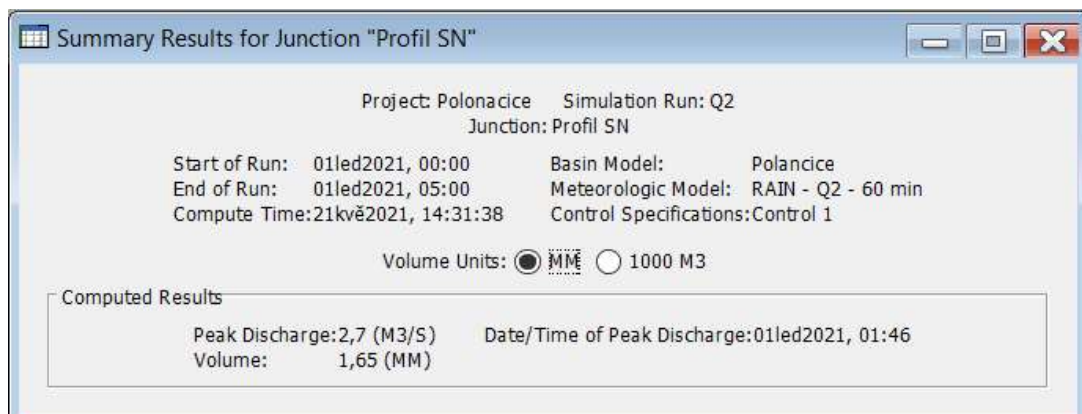 Summary Results for Junction "Profil SN"
Project: Polonacice Simulation Run: Q2
Junction: Profil SN
Start of Run: 01led2021, 00:00 Basin Model: Polancice
End of Run: 01led2021, 05:00 Meteorologic Model: RAIN - Q2 - 60 min
Compute Time:21kvě2021, 14:31:38 Control Specifications:Control 1
Volume Units: MM 1000 M3
Computed Results
Peak Discharge:2,7 (M3/S) Date/Time of Peak Discharge:01led2021, 01:46
Volume: 1,65 (MM)